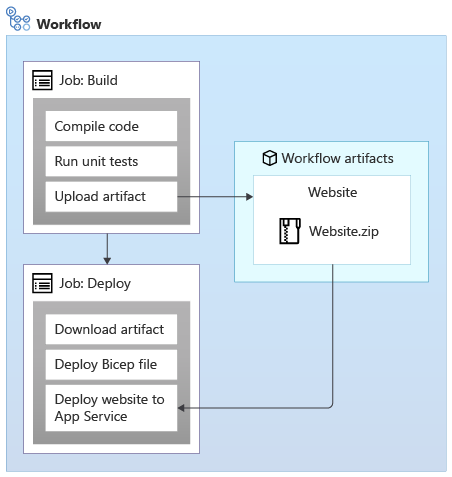 Workflow
Job: Build
Compile code
Run unit tests
Upload artifact
Workflow artifacts
Website
Website.zip
Job: Deploy
Download artifact
Deploy Bicep file
Deploy website to
App Service